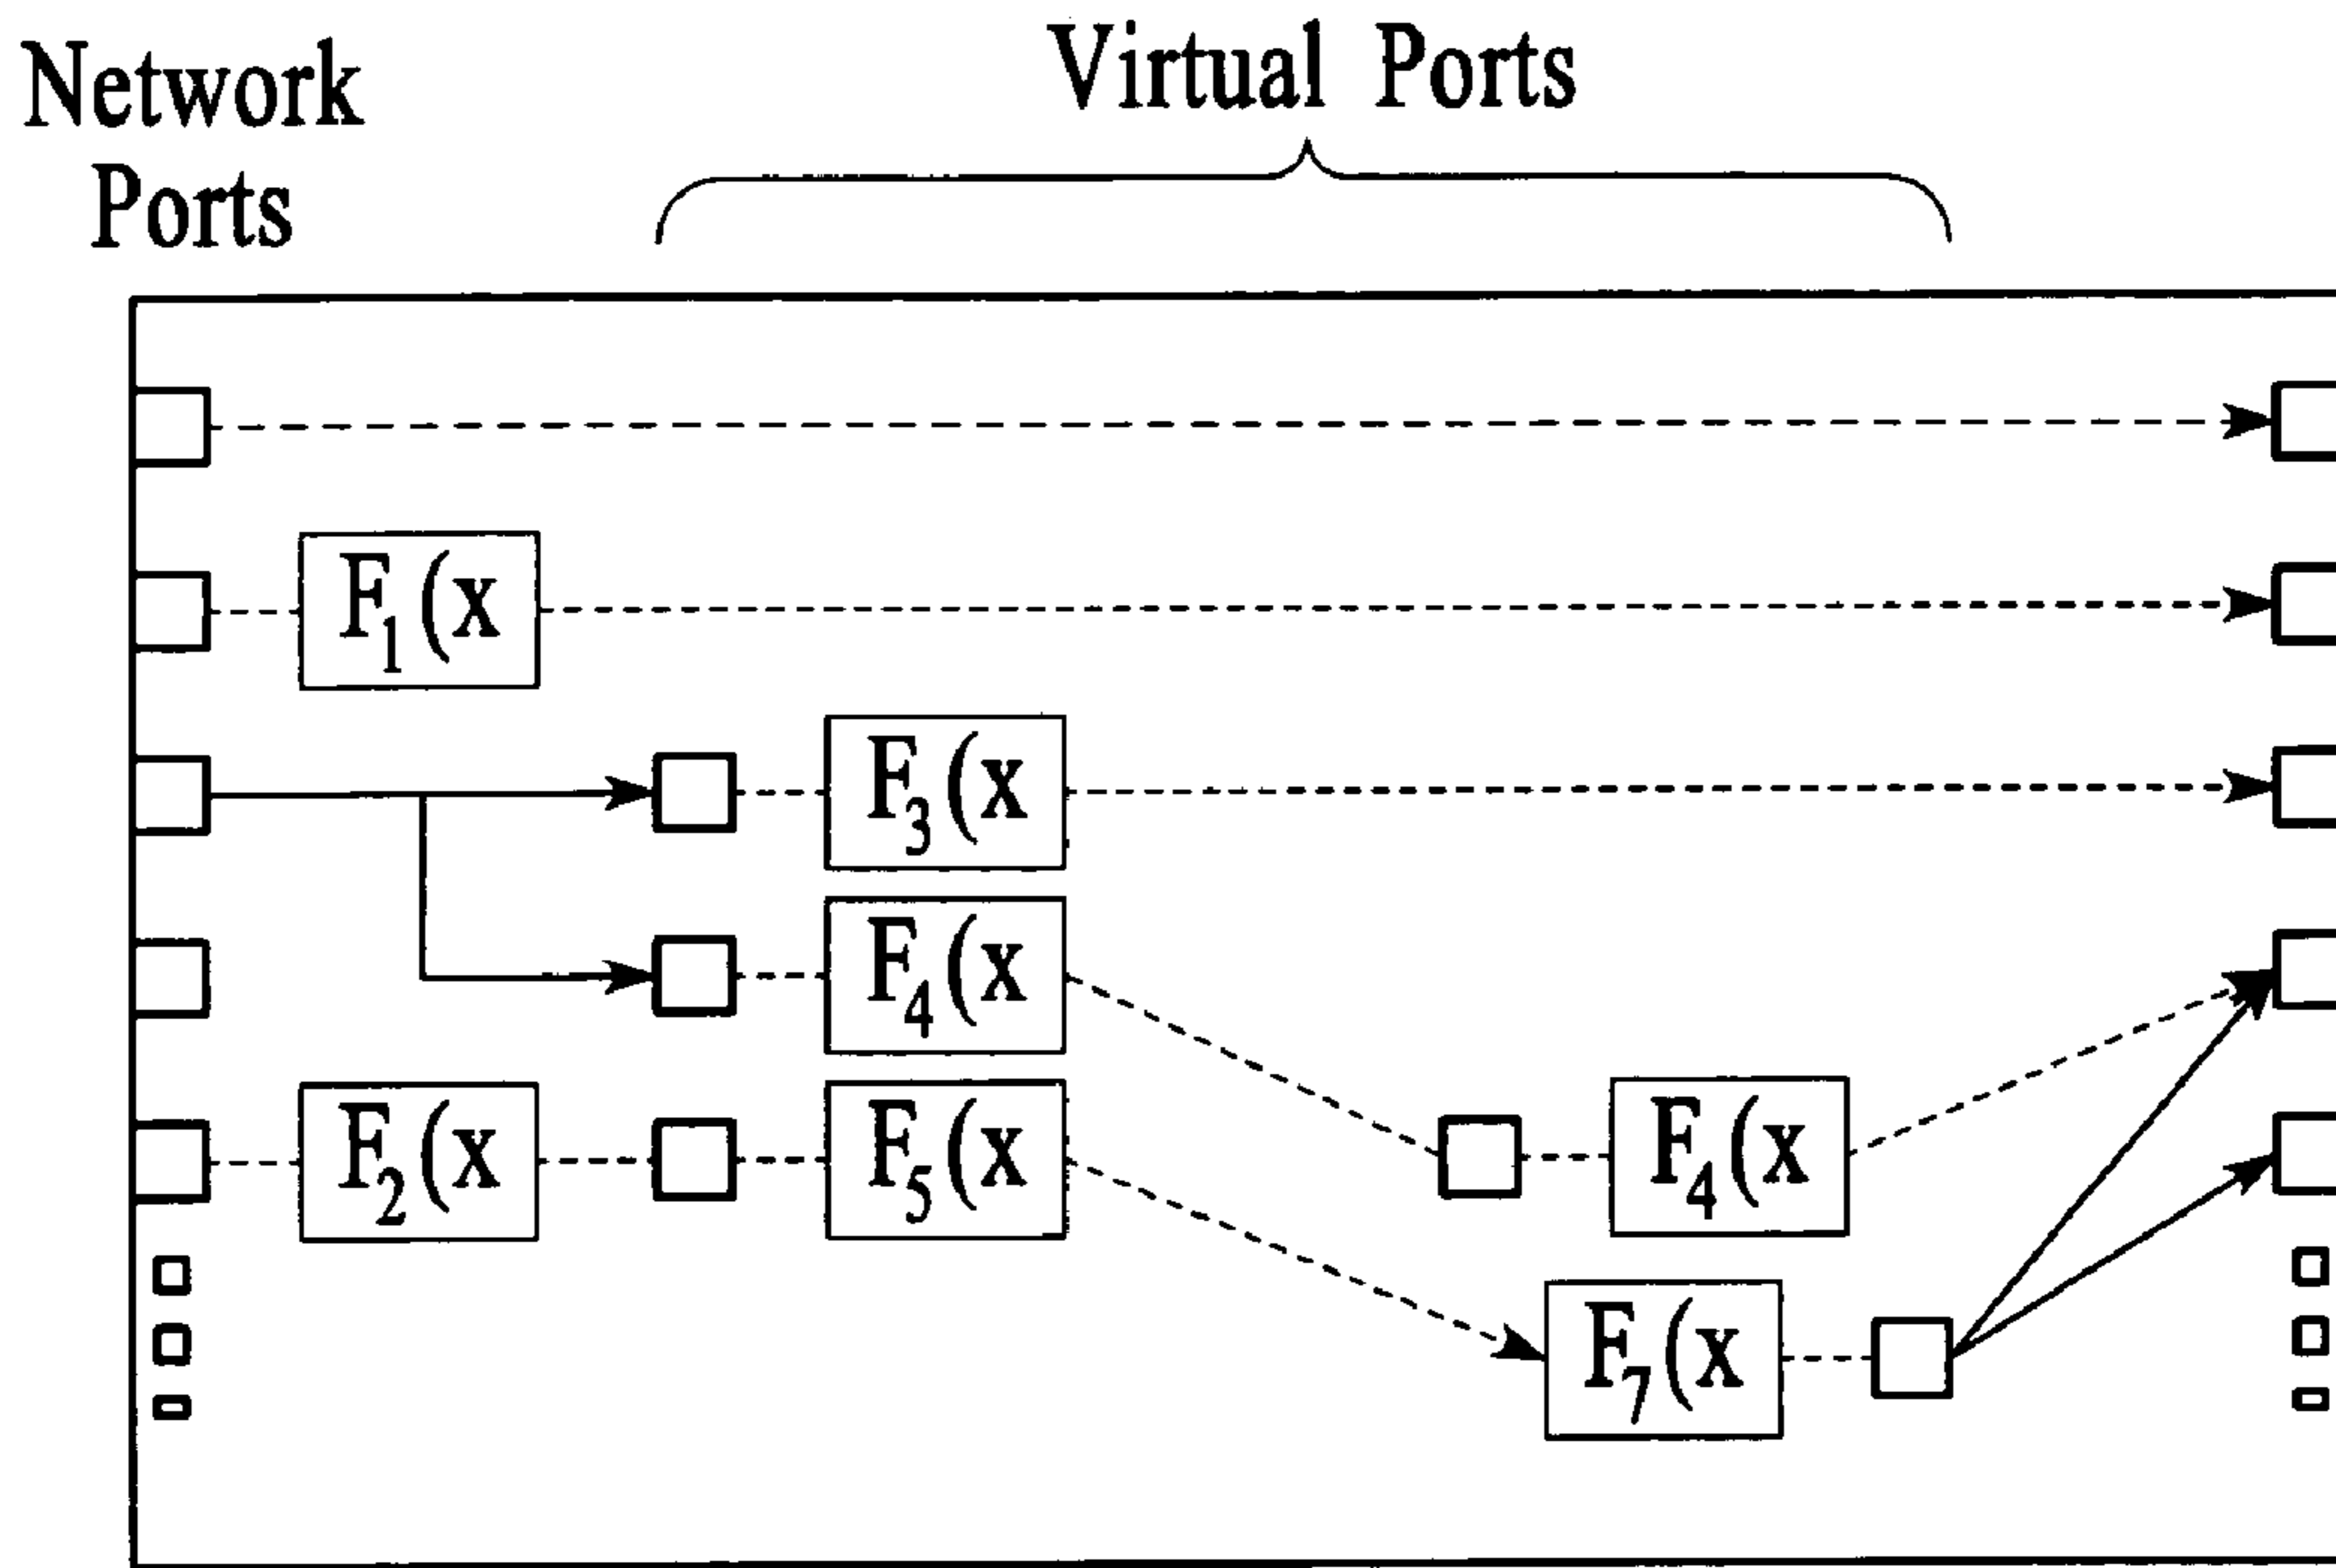 Network
Ports
Virtual Ports
F1(x
F3(x
F4(x
F2(x
F5(x
F4(x
F7(x